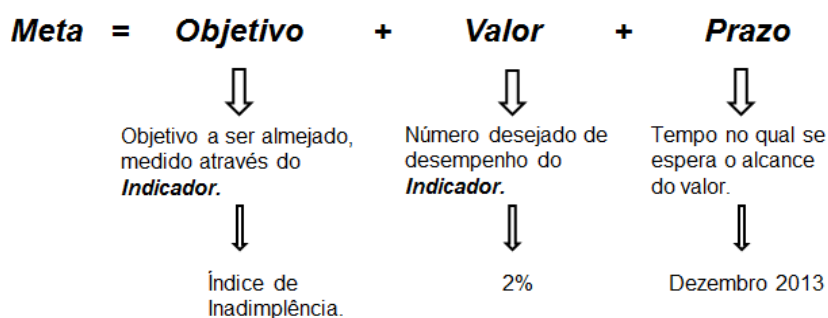 Meta = Objetivo + Valor + Prazo
Objetivo a ser almejado,
medido através do
Indicador.
Número desejado de
desempenho do
Indicador.
Tempo no qual se
espera o alcance
do valor.
Índice de
Inadimplência.
2%
Dezembro 2013